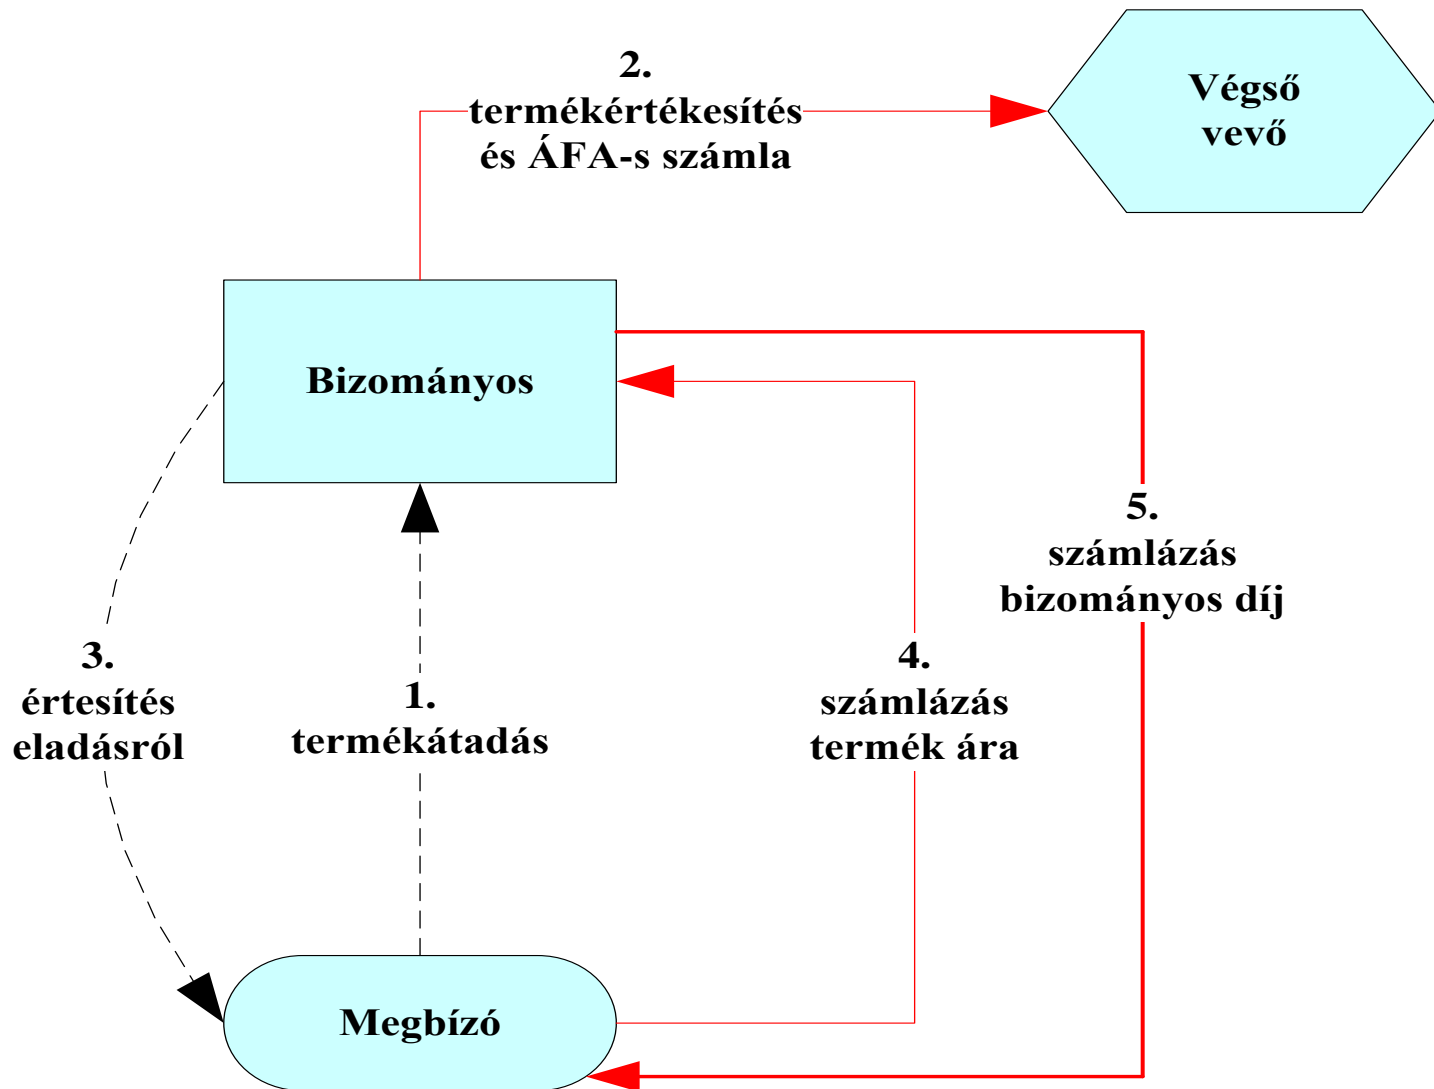 2.
termékértékesítés
és ÁFA-s számla
Végső
vevő
Bizományos
5.
számlázás
bizományos díj
3.
értesítés
eladásról
1.
termékátadás
4.
számlázás
termék ára
Megbízó